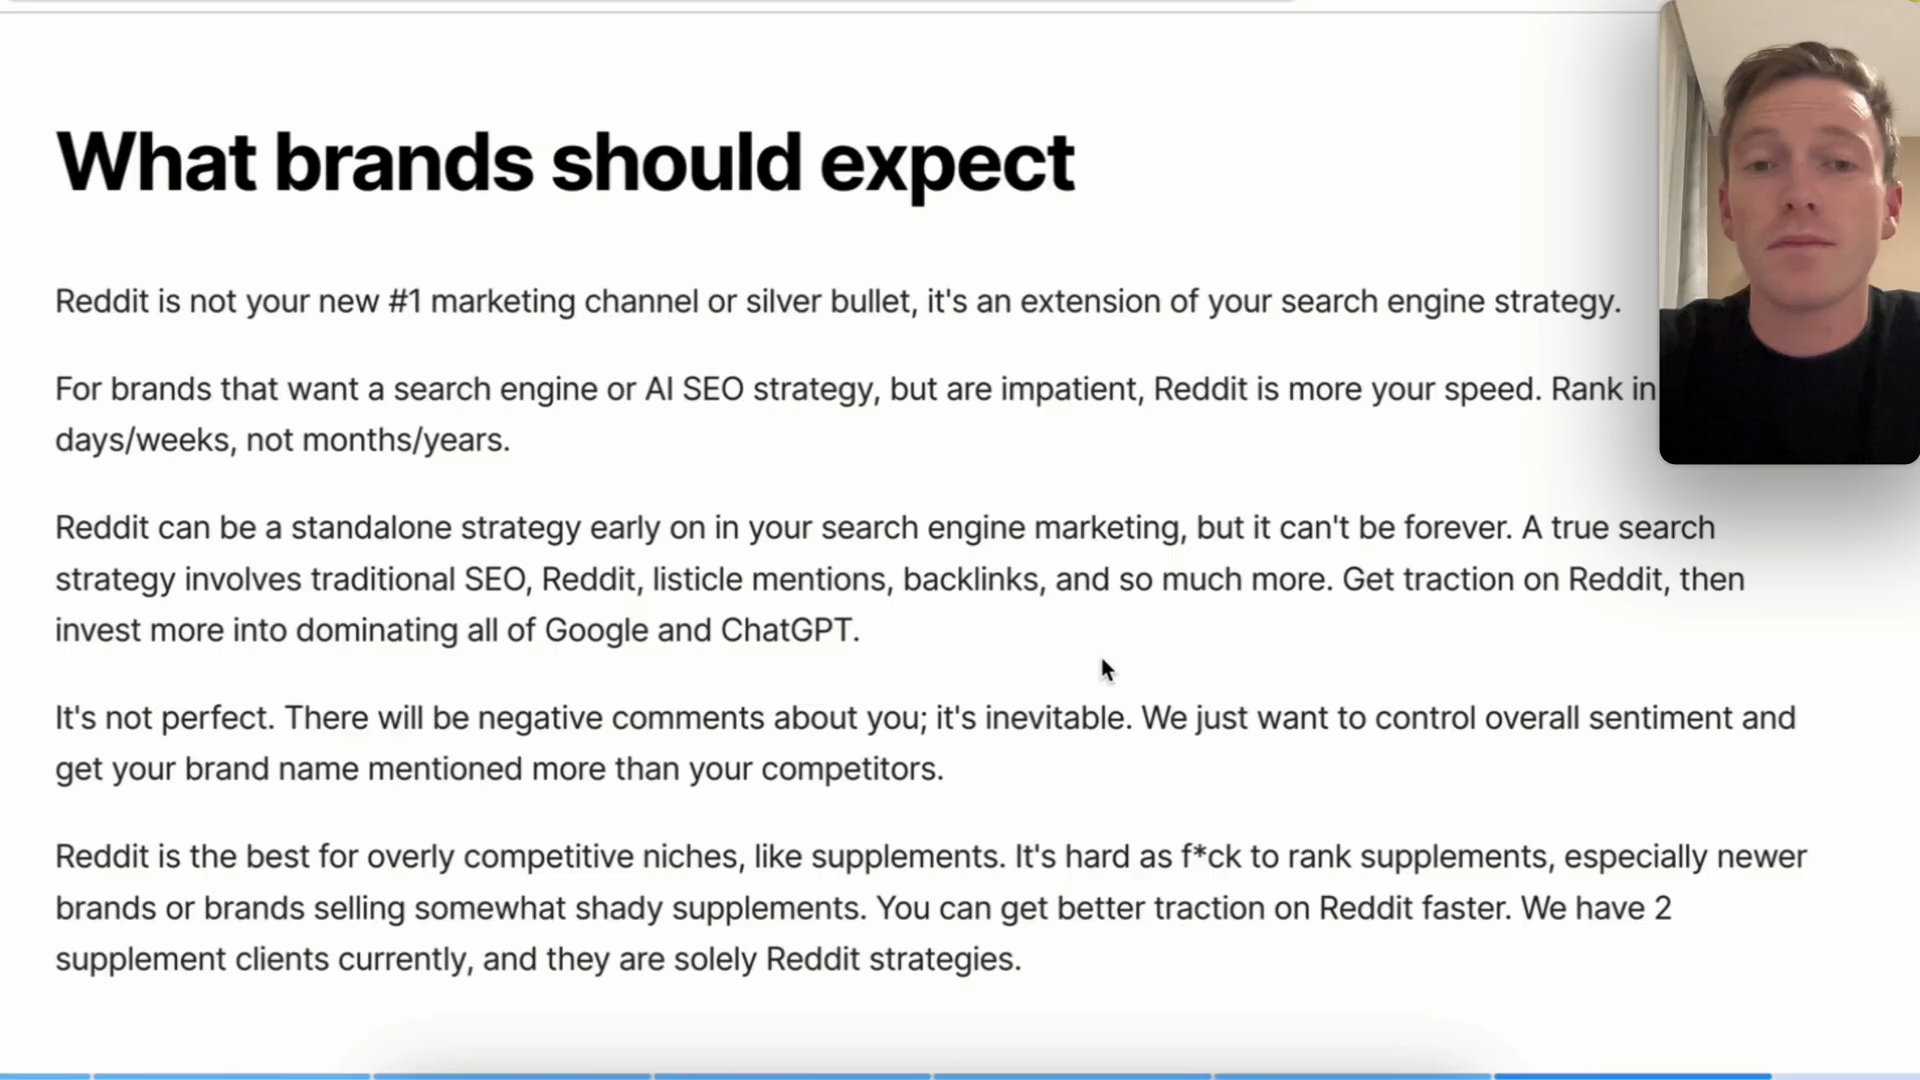 What brands should expect
Reddit is not your new #1 marketing channel or silver bullet, it's an extension of your search engine strategy.
For brands that want a search engine or AI SEO strategy, but are impatient, Reddit is more your speed. Rank in
days/weeks, not months/years.
Reddit can be a standalone strategy early on in your search engine marketing, but it can't be forever. A true search
strategy involves traditional SEO, Reddit, listicle mentions, backlinks, and so much more. Get traction on Reddit, then
invest more into dominating all of Google and ChatGPT.
It's not perfect. There will be negative comments about you; it's inevitable. We just want to control overall sentiment and
get your brand name mentioned more than your competitors.
Reddit is the best for overly competitive niches, like supplements. It's hard as f*ck to rank supplements, especially newer
brands or brands selling somewhat shady supplements. You can get better traction on Reddit faster. We have 2
supplement clients currently, and they are solely Reddit strategies.